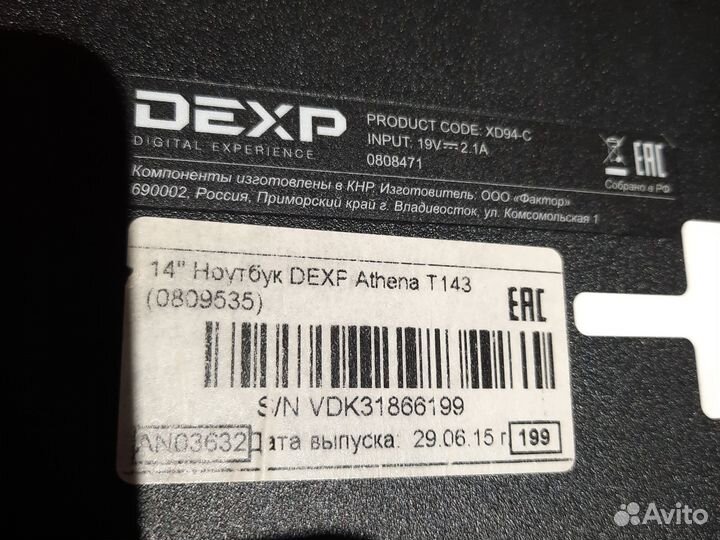 DEXP
DIGITAL EXPERIENCE
PRODUCT CODE: XD94-C
INPUT: 19V⎓2.1A
0808471
EAC
Собрано в РФ
Компоненты изготовлены в КНР. Изготовитель: ООО «Фактор»
690002, Россия, Приморский край г. Владивосток, ул. Комсомольская 1
14" Ноутбук DEXP Athena T143
(0809535)
EAC
S/N VDK31866199
AN03632 Дата выпуска: 29.06.15 г. 199
Avito